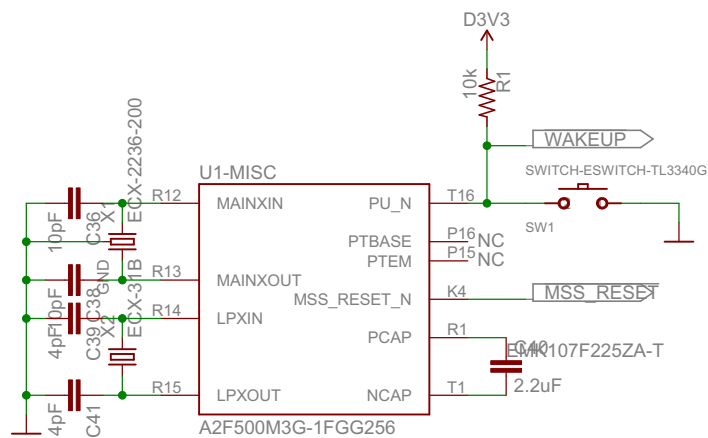 D3V3
10k
R1
WAKEUP
SWITCH-ESWITCH-TL3340G
SW1
U1-MISC
ECX-2236-200
X1
GND
C36
10pF
R12
MAINXIN
PU_N
T16
PTBASE
P16
NC
PTEM
P15
NC
R13
MAINXOUT
MSS_RESET_N
K4
MSS_RESET
C38
10pF
ECX-31B
X2
C39
4pF
R14
LPXIN
PCAP
R1
C40
EMK107F225ZA-T
2.2uF
R15
LPXOUT
NCAP
T1
C41
4pF
A2F500M3G-1FGG256